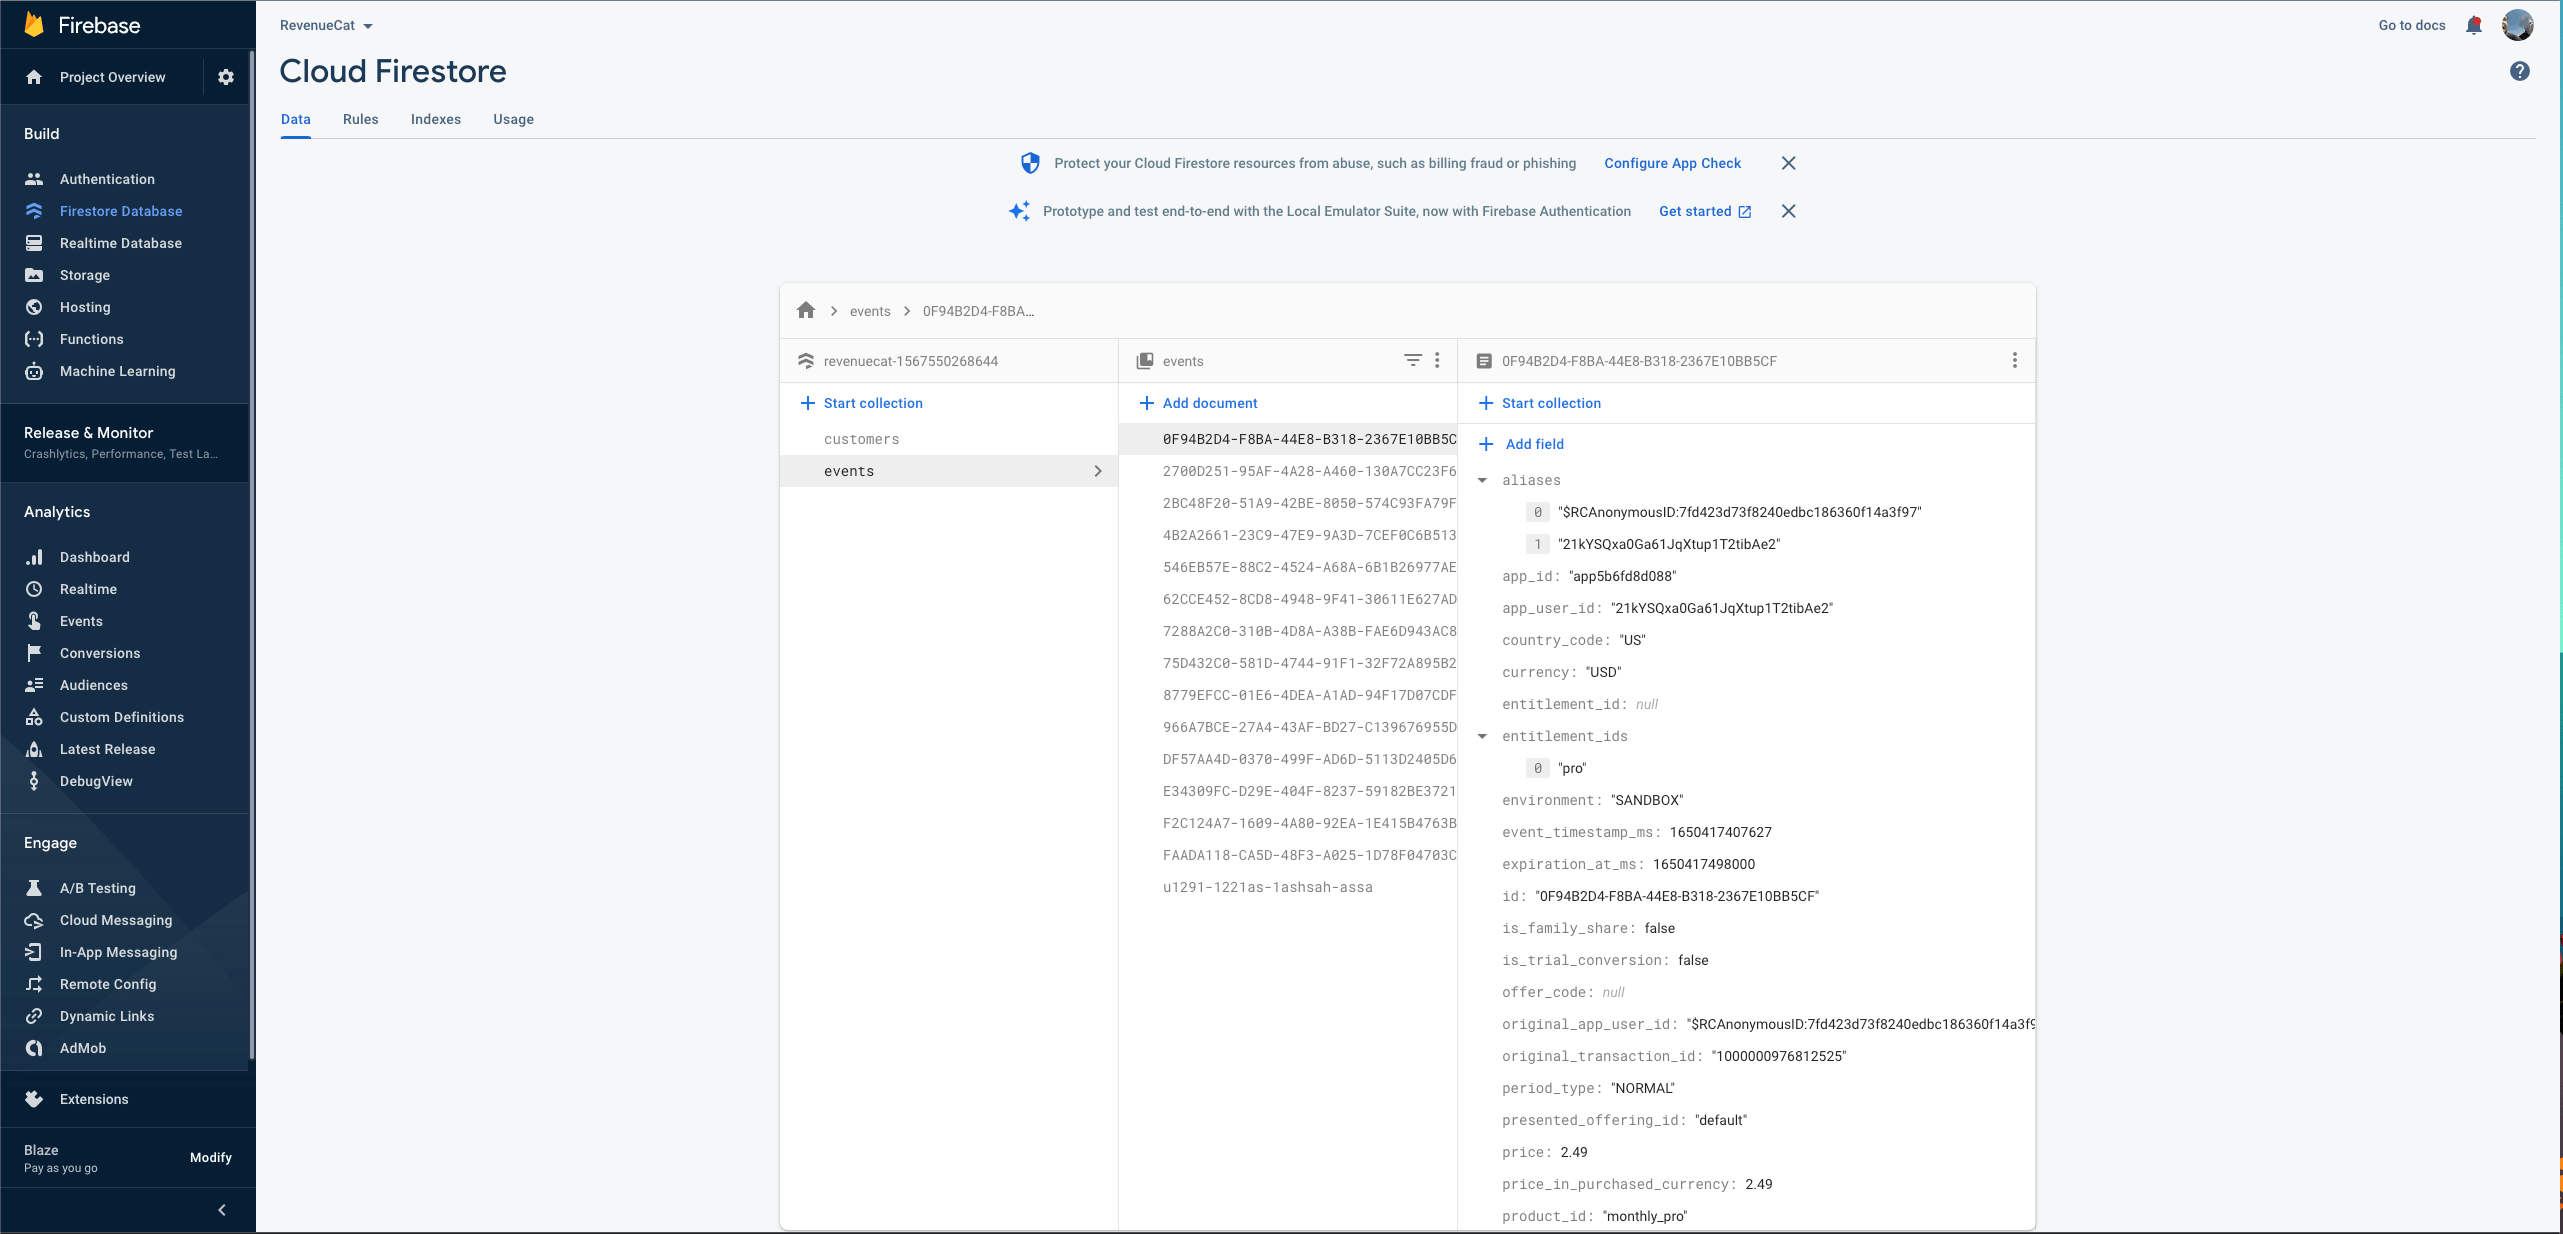 Firebase
Project Overview
Build
Authentication
Firestore Database
Realtime Database
Storage
Hosting
Functions
Machine Learning
Release & Monitor
Crashlytics, Performance, Test La...
Analytics
Dashboard
Realtime
Events
Conversions
Audiences
Custom Definitions
Latest Release
DebugView
Engage
A/B Testing
Cloud Messaging
In-App Messaging
Remote Config
Dynamic Links
AdMob
Extensions
Blaze
Pay as you go
Modify
RevenueCat
Go to docs
Cloud Firestore
Data Rules Indexes Usage
Protect your Cloud Firestore resources from abuse, such as billing fraud or phishing Configure App Check
Prototype and test end-to-end with the Local Emulator Suite, now with Firebase Authentication Get started
events 0F94B2D4-F8BA...
revenuecat-1567550268644
Start collection
customers
events
events
Add document
0F94B2D4-F8BA-44E8-B318-2367E10BB5C
2700D251-95AF-4A28-A460-130A7CC23F6
2BC48F20-51A9-42BE-8050-574C93FA79F
4B2A2661-23C9-47E9-9A3D-7CEF0C6B513
546EB57E-88C2-4524-A68A-6B1B26977AE
62CCE452-8CD8-4948-9F41-30611E627AD
7288A2C0-310B-4D8A-A38B-FAE6D943AC8
75D432C0-581D-4744-91F1-32F72A895B2
8779EFCC-01E6-4DEA-A1AD-94F17D07CDF
966A7BCE-27A4-43AF-BD27-C139676955D
DF57AA4D-0370-499F-AD6D-5113D2405D6
E34309FC-D29E-404F-8237-59182BE3721
F2C124A7-1609-4A80-92EA-1E415B4763B
FAADA118-CA5D-48F3-A025-1D78F04703C
u1291-1221as-1ashsah-assa
0F94B2D4-F8BA-44E8-B318-2367E10BB5CF
Start collection
Add field
aliases
0 "$RCAnonymousID:7fd423d73f8240edbc186360f14a3f97"
1 "21kYSQxa0Ga61JqXtup1T2tibAe2"
app_id: "app5b6fd8d088"
app_user_id: "21kYSQxa0Ga61JqXtup1T2tibAe2"
country_code: "US"
currency: "USD"
entitlement_id: null
entitlement_ids
0 "pro"
environment: "SANDBOX"
event_timestamp_ms: 1650417407627
expiration_at_ms: 1650417498000
id: "0F94B2D4-F8BA-44E8-B318-2367E10BB5CF"
is_family_share: false
is_trial_conversion: false
offer_code: null
original_app_user_id: "$RCAnonymousID:7fd423d73f8240edbc186360f14a3f9
original_transaction_id: "1000000976812525"
period_type: "NORMAL"
presented_offering_id: "default"
price: 2.49
price_in_purchased_currency: 2.49
product_id: "monthly_pro"